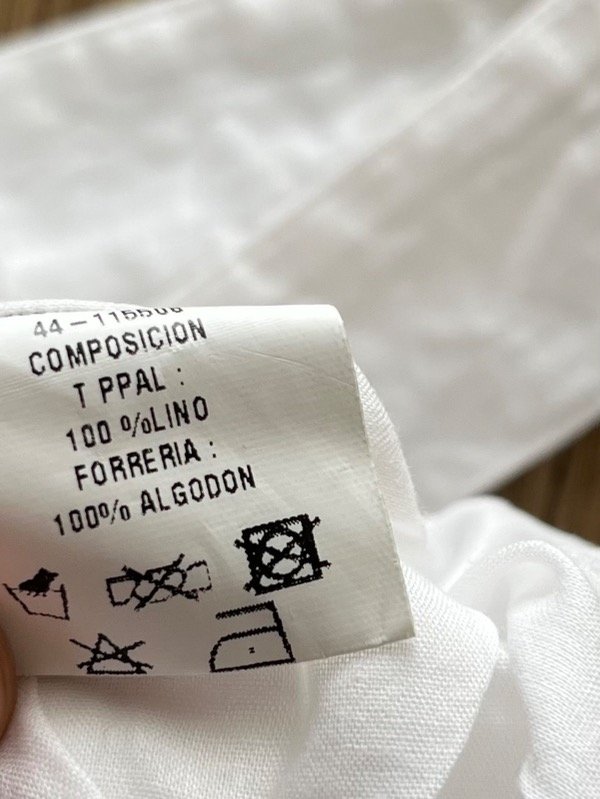 COMPOSICION
T PPAL :
100 %LINO
FORRERIA :
100% ALGODON